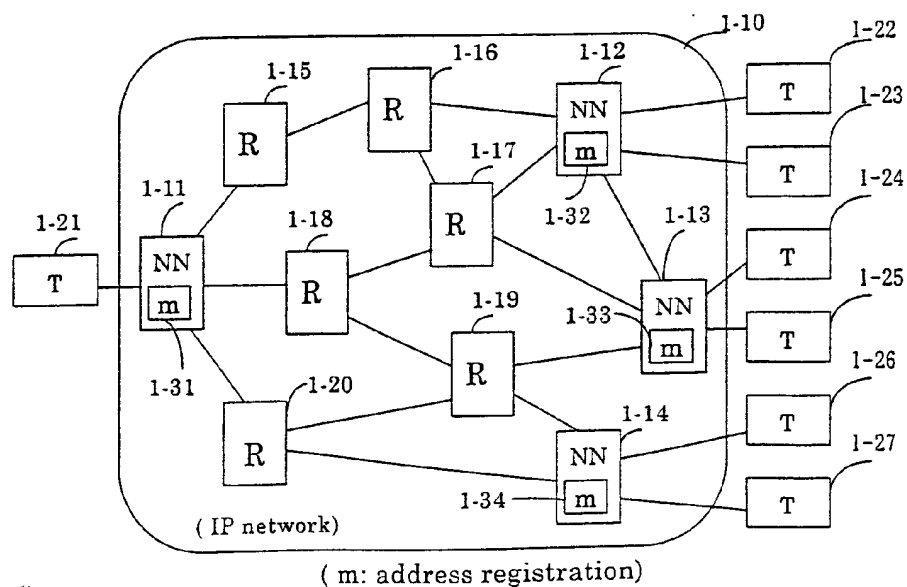 1-10
1-22
1-16
1-12
1-15
T
1-23
NN
R
R
m
T
1-17
1-24
1-11
1-32
1-13
1-21
1-18
R
T
NN
1-25
T
R
NN
m
1-19
1-33
m
T
1-31
1-26
1-20
R
1-14
T
R
NN
1-27
1-34
m
T
( IP network)
( m: address registration)